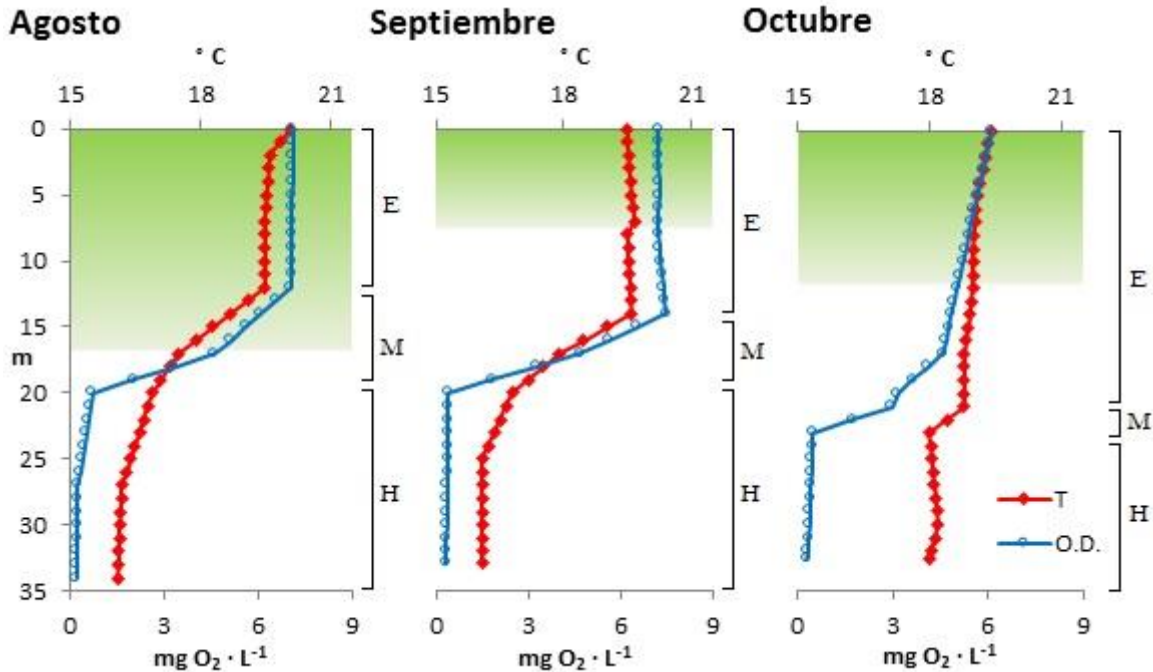 Agosto Septiembre Octubre
° C ° C ° C
15 18 21 15 18 21 15 18 21
0
5
10
15
m
20
25
30
35
E
M
H
E
M
H
E
M
H
T
O.D.
0 3 6 9 0 3 6 9 0 3 6 9
mg O₂ · L⁻¹ mg O₂ · L⁻¹ mg O₂ · L⁻¹